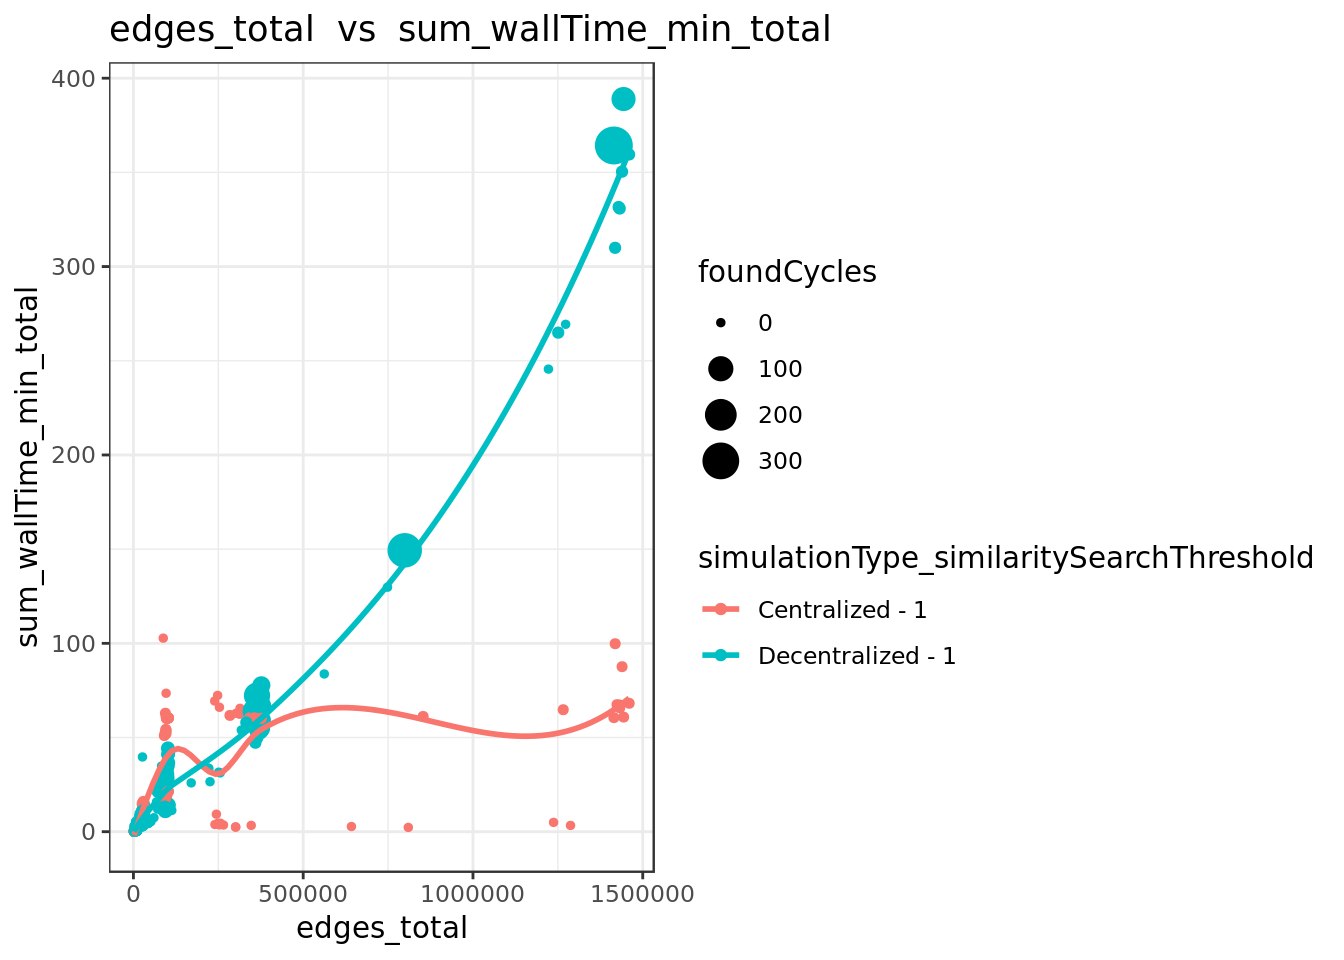 edges_total vs sum_wallTime_min_total
400
300
200
100
0
sum_wallTime_min_total
0
500000
1000000
1500000
edges_total
foundCycles
0
100
200
300
simulationType_similaritySearchThreshold
Centralized - 1
Decentralized - 1